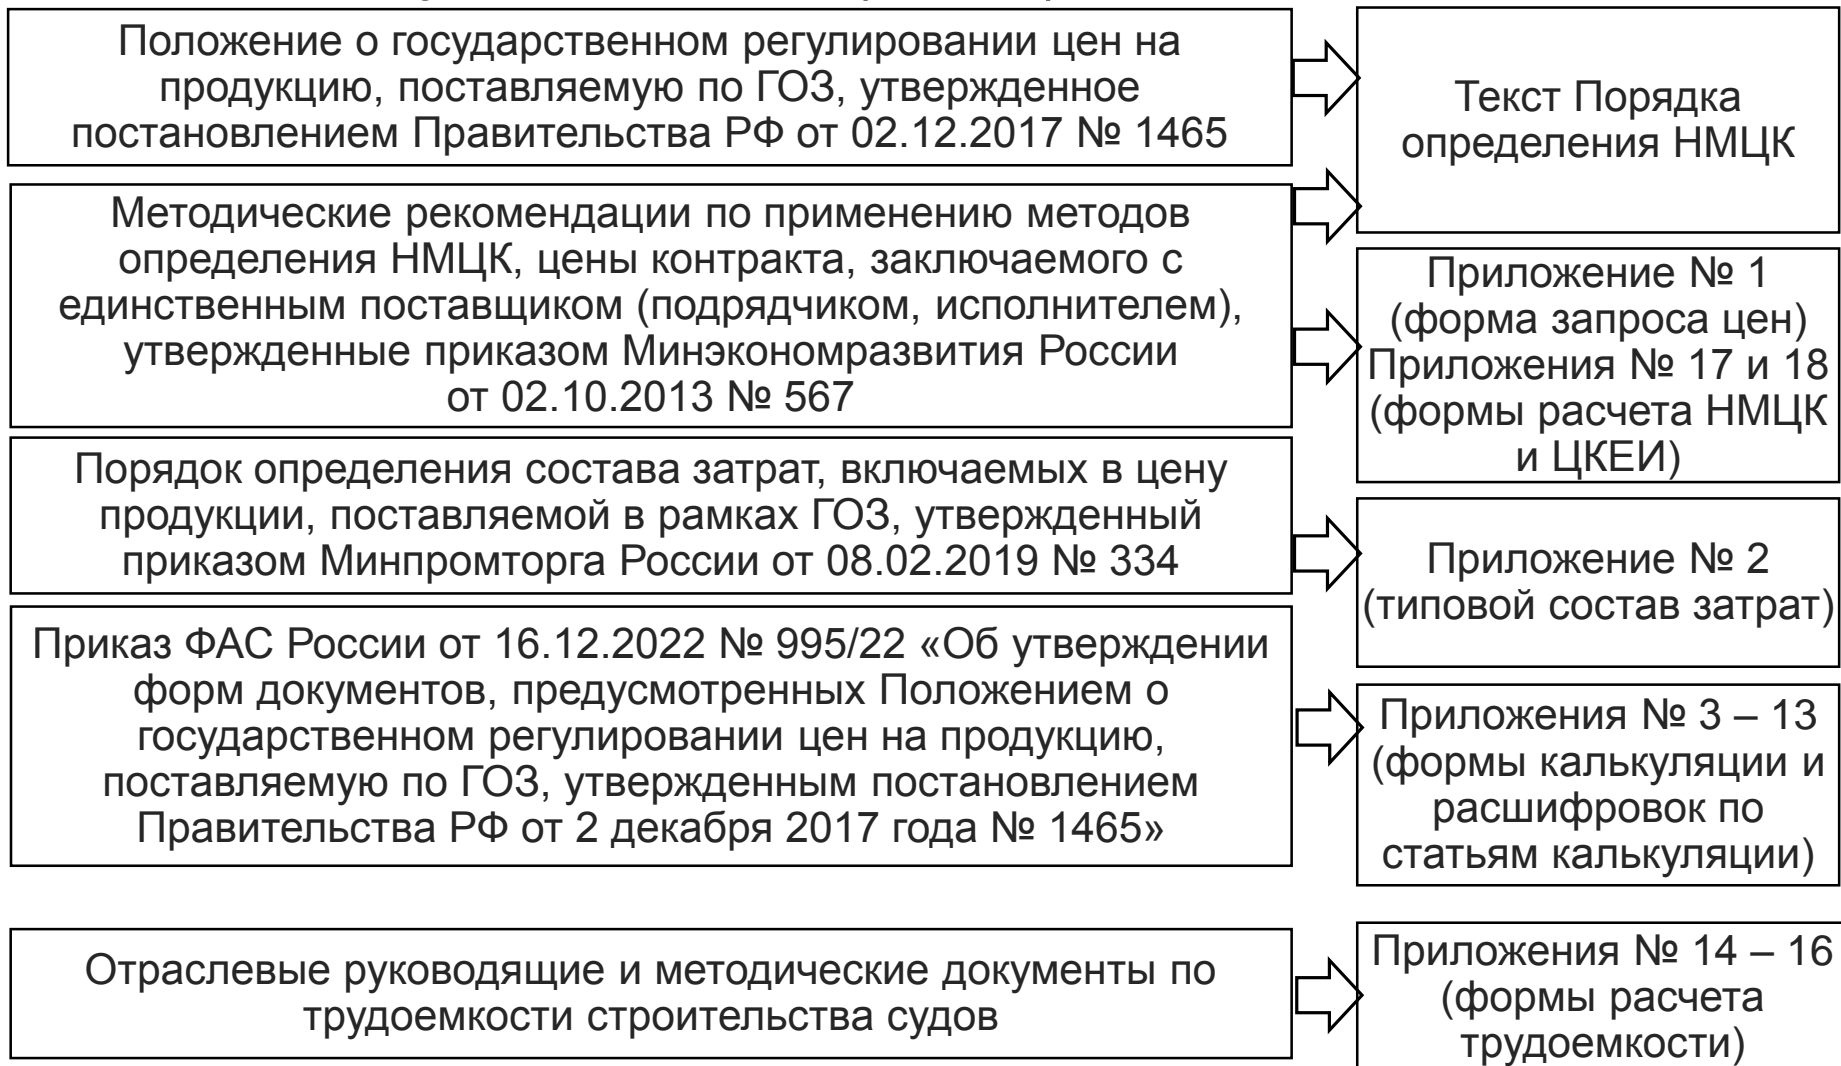 Положение о государственном регулировании цен на
продукцию, поставляемую по ГОЗ, утвержденное
постановлением Правительства РФ от 02.12.2017 № 1465
Текст Порядка
определения НМЦК
Методические рекомендации по применению методов
определения НМЦК, цены контракта, заключаемого с
единственным поставщиком (подрядчиком, исполнителем),
утвержденные приказом Минэкономразвития России
от 02.10.2013 № 567
Приложение № 1
(форма запроса цен)
Приложения № 17 и 18
(формы расчета НМЦК
и ЦКЕИ)
Порядок определения состава затрат, включаемых в цену
продукции, поставляемой в рамках ГОЗ, утвержденный
приказом Минпромторга России от 08.02.2019 № 334
Приложение № 2
(типовой состав затрат)
Приказ ФАС России от 16.12.2022 № 995/22 «Об утверждении
форм документов, предусмотренных Положением о
государственном регулировании цен на продукцию,
поставляемую по ГОЗ, утвержденным постановлением
Правительства РФ от 2 декабря 2017 года № 1465»
Приложения № 3 – 13
(формы калькуляции и
расшифровок по
статьям калькуляции)
Отраслевые руководящие и методические документы по
трудоемкости строительства судов
Приложения № 14 – 16
(формы расчета
трудоемкости)